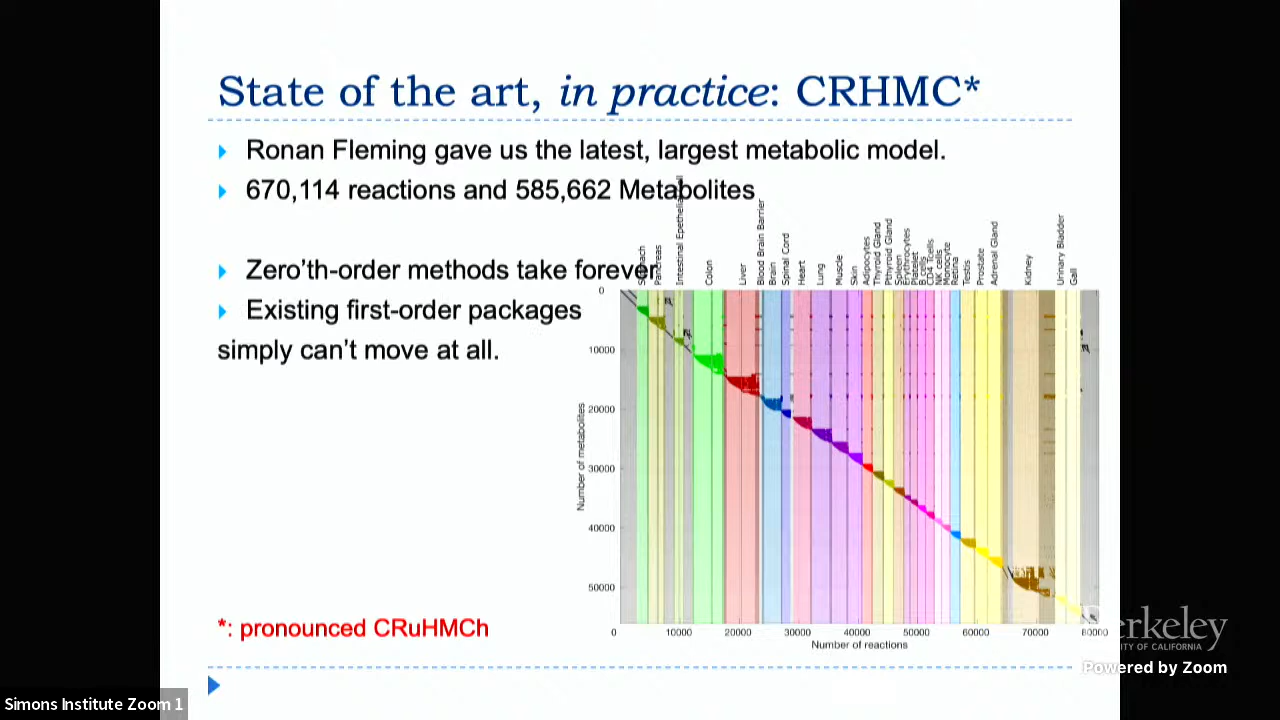 State of the art, in practice: CRHMC*
Ronan Fleming gave us the latest, largest metabolic model.
670,114 reactions and 585,662 Metabolites
Zero'th-order methods take forever.
Existing first-order packages
simply can't move at all.
Stomach
Pancreas
Intestinal Epethelial
Colon
Liver
Blood Brain Barrier
Brain
Spinal Cord
Heart
Lung
Muscle
Skin
Adipocytes
Thyroid Gland
Pthyroid Gland
Spleen
Erythrocytes
Platelet
B cells
CD4 Tcells
NK cells
Monocyte
Retina
Testis
Prostate
Adrenal Gland
Kidney
Urinary Bladder
Gall
0
10000
20000
30000
40000
50000
Number of metabolites
0 10000 20000 30000 40000 50000 60000 70000 80000
Number of reactions
*: pronounced CRuHMCh
erkeley
ITY OF CALIFORNIA
Powered by Zoom
Simons Institute Zoom 1